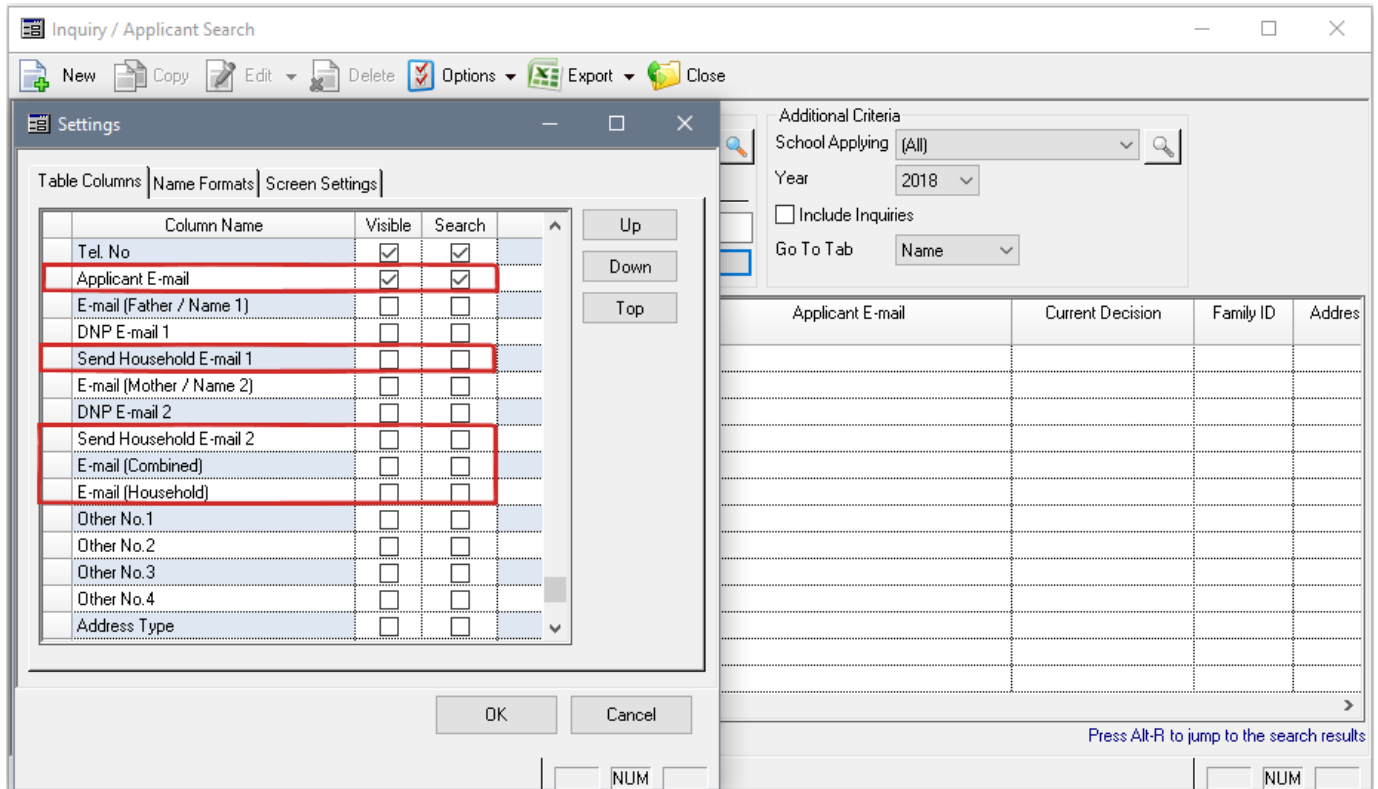 Inquiry / Applicant Search
New Copy Edit Delete Options Export Close
Settings
Table Columns Name Formats Screen Settings
Column Name Visible Search
Tel. No
Applicant E-mail
E-mail (Father / Name 1)
DNP E-mail 1
Send Household E-mail 1
E-mail (Mother / Name 2)
DNP E-mail 2
Send Household E-mail 2
E-mail (Combined)
E-mail (Household)
Other No.1
Other No.2
Other No.3
Other No.4
Address Type
Up
Down
Top
OK Cancel
NUM
Additional Criteria
School Applying (All)
Year 2018
Include Inquiries
Go To Tab Name
Applicant E-mail Current Decision Family ID Addres
Press Alt-R to jump to the search results
NUM